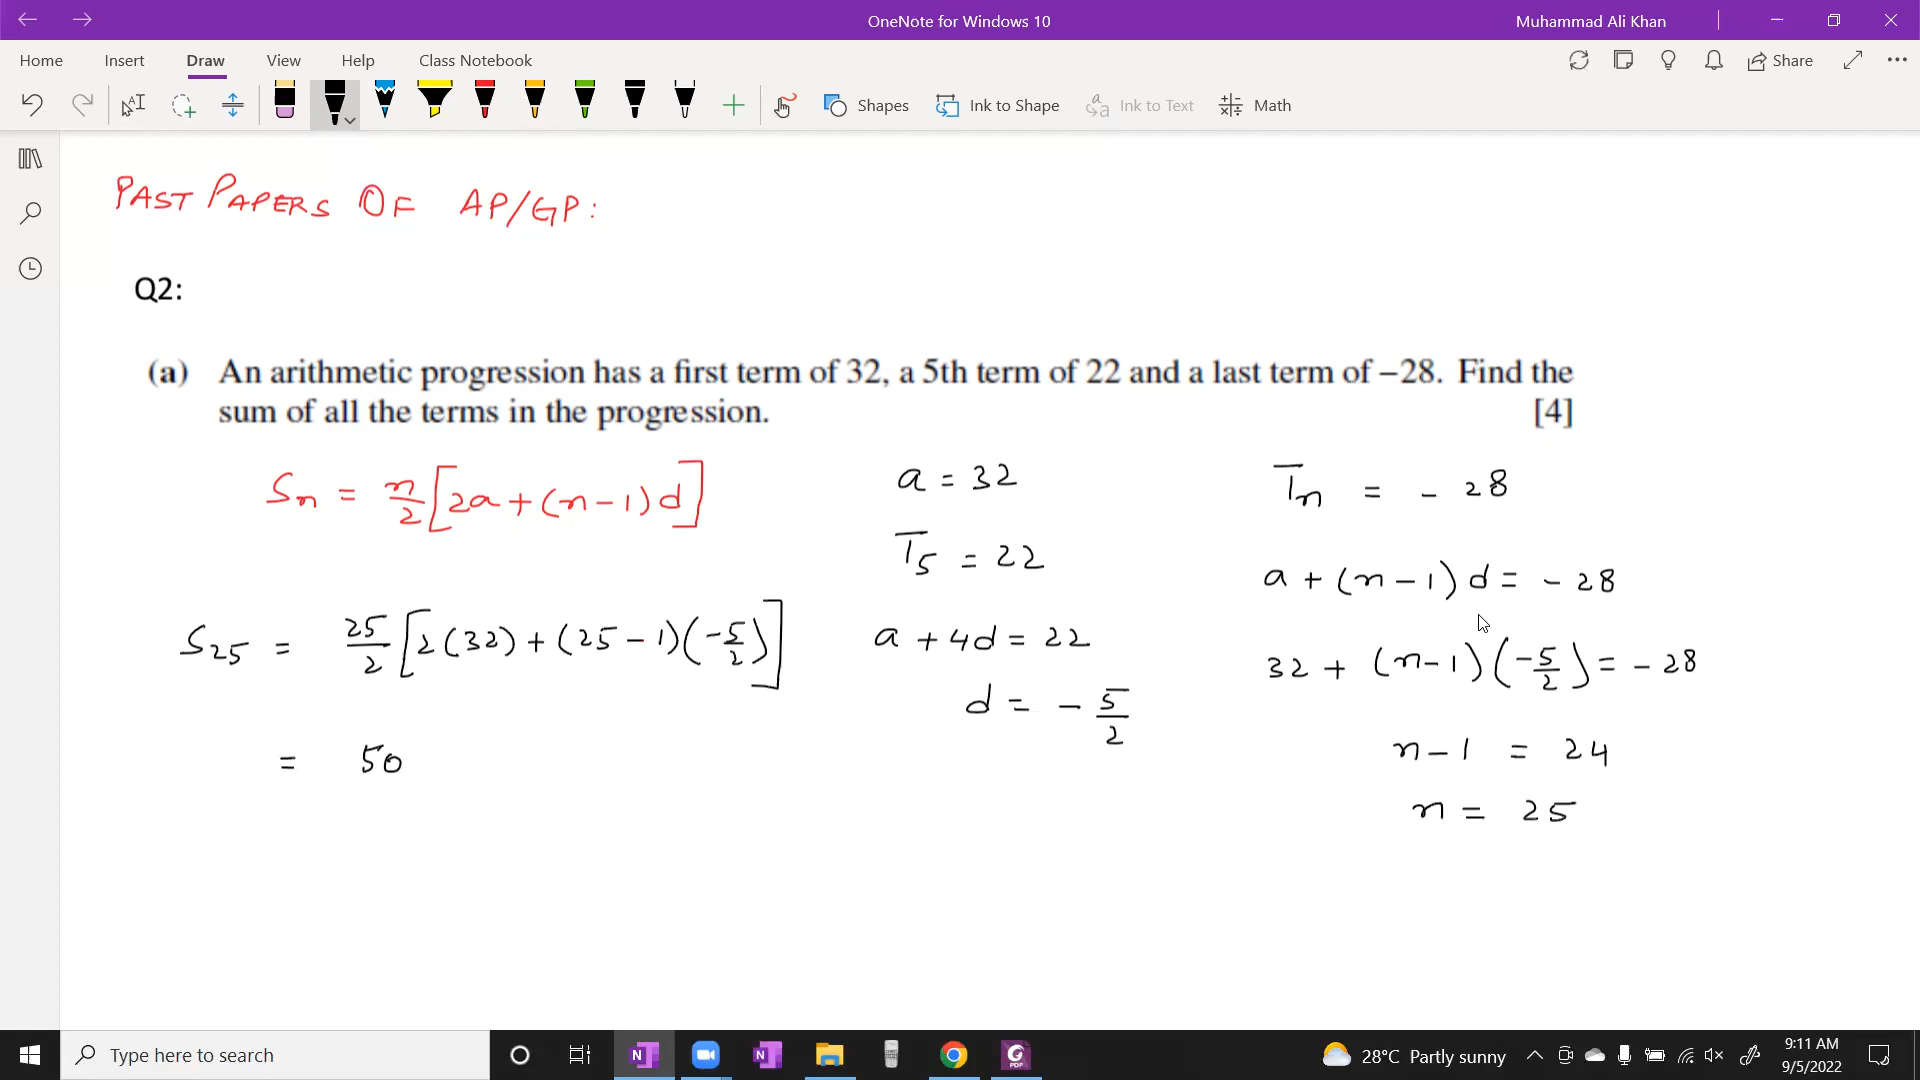 OneNote for Windows 10
Muhammad Ali Khan
Home Insert Draw View Help Class Notebook
Share
Shapes Ink to Shape Ink to Text Math
PAST PAPERS OF AP/GP:
Q2:
(a) An arithmetic progression has a first term of 32, a 5th term of 22 and a last term of −28. Find the
sum of all the terms in the progression. [4]
Sn = n/2 [2a + (n − 1) d]
S25 = 25/2 [2(32) + (25 − 1)(−5/2)]
= 50
a = 32
T5 = 22
a + 4d = 22
d = − 5/2
Tn = − 28
a + (n − 1) d = − 28
32 + (n − 1)(−5/2) = − 28
n − 1 = 24
n = 25
Type here to search
28°C Partly sunny
9:11 AM
9/5/2022